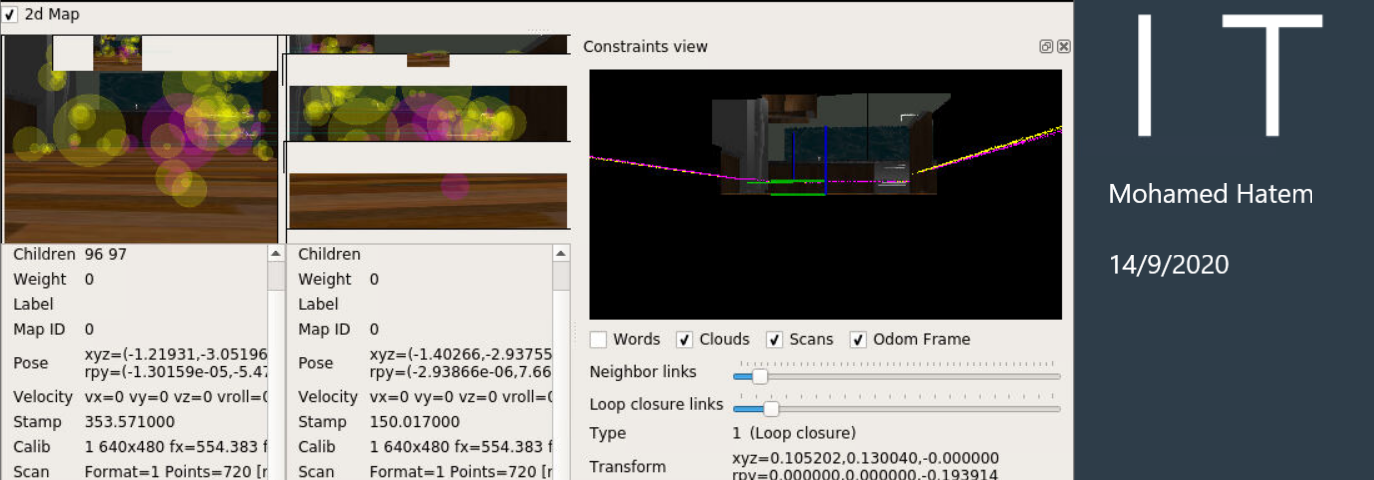 2d Map
Children 96 97
Weight 0
Label
Map ID 0
Pose xyz=(-1.21931,-3.05196
rpy=(-1.30159e-05,-5.47
Velocity vx=0 vy=0 vz=0 vroll=0
Stamp 353.571000
Calib 1 640x480 fx=554.383 f
Scan Format=1 Points=720 [r
Children
Weight 0
Label
Map ID 0
Pose xyz=(-1.40266,-2.93755
rpy=(-2.93866e-06,7.66
Velocity vx=0 vy=0 vz=0 vroll=0
Stamp 150.017000
Calib 1 640x480 fx=554.383 f
Scan Format=1 Points=720 [r
Constraints view
Words Clouds Scans Odom Frame
Neighbor links
Loop closure links
Type 1 (Loop closure)
Transform xyz=0.105202,0.130040,-0.000000
rpy=0.000000,0.000000,-0.193914
I T
Mohamed Hatem
14/9/2020